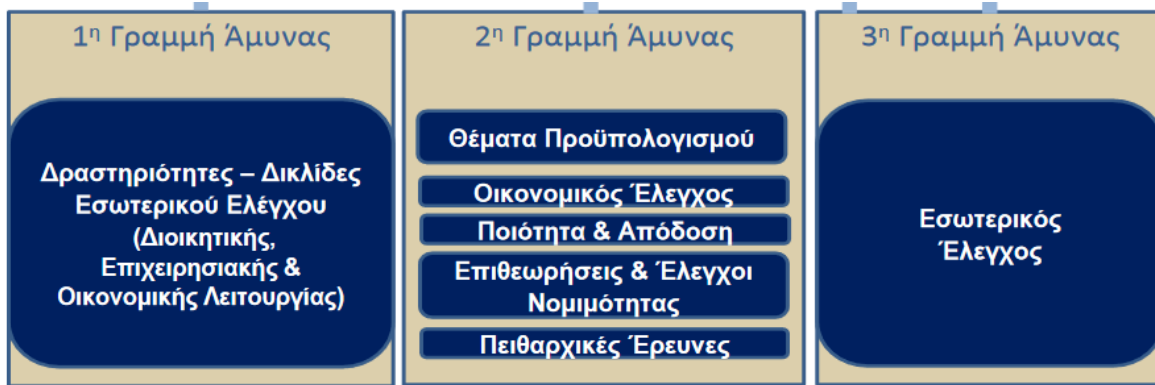 1η Γραμμή Άμυνας
Δραστηριότητες – Δικλίδες
Εσωτερικού Ελέγχου
(Διοικητικής,
Επιχειρησιακής &
Οικονομικής Λειτουργίας)
2η Γραμμή Άμυνας
Θέματα Προϋπολογισμού
Οικονομικός Έλεγχος
Ποιότητα & Απόδοση
Επιθεωρήσεις & Έλεγχοι
Νομιμότητας
Πειθαρχικές Έρευνες
3η Γραμμή Άμυνας
Εσωτερικός
Έλεγχος